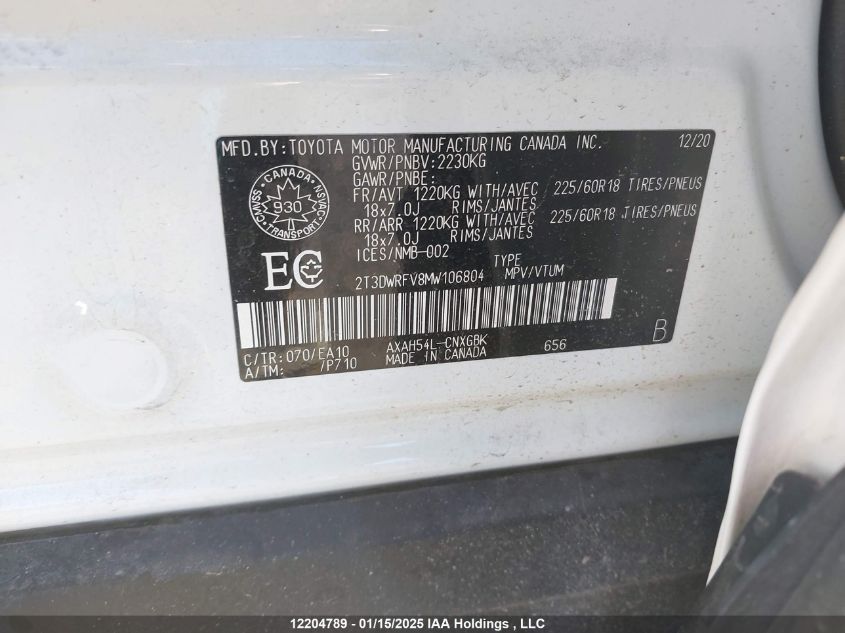 MFD.BY:TOYOTA MOTOR MANUFACTURING CANADA INC. 12/20
GVWR/PNBV:2230KG
GAWR/PNBE:
FR/AVT 1220KG WITH/AVEC 225/60R18 TIRES/PNEUS
18x7.0J RIMS/JANTES
RR/ARR 1220KG WITH/AVEC 225/60R18 TIRES/PNEUS
18x7.0J RIMS/JANTES
ICES/NMB-002
CANADA
CMVSS
NSVAC
930
TRANSPORT
EC
TYPE
2T3DWRFV8MW106804 MPV/VTUM
C/TR:070/EA10 AXAH54L-CNXGBK 656 B
A/TM: /P710 MADE IN CANADA
12204789 - 01/15/2025 IAA Holdings , LLC